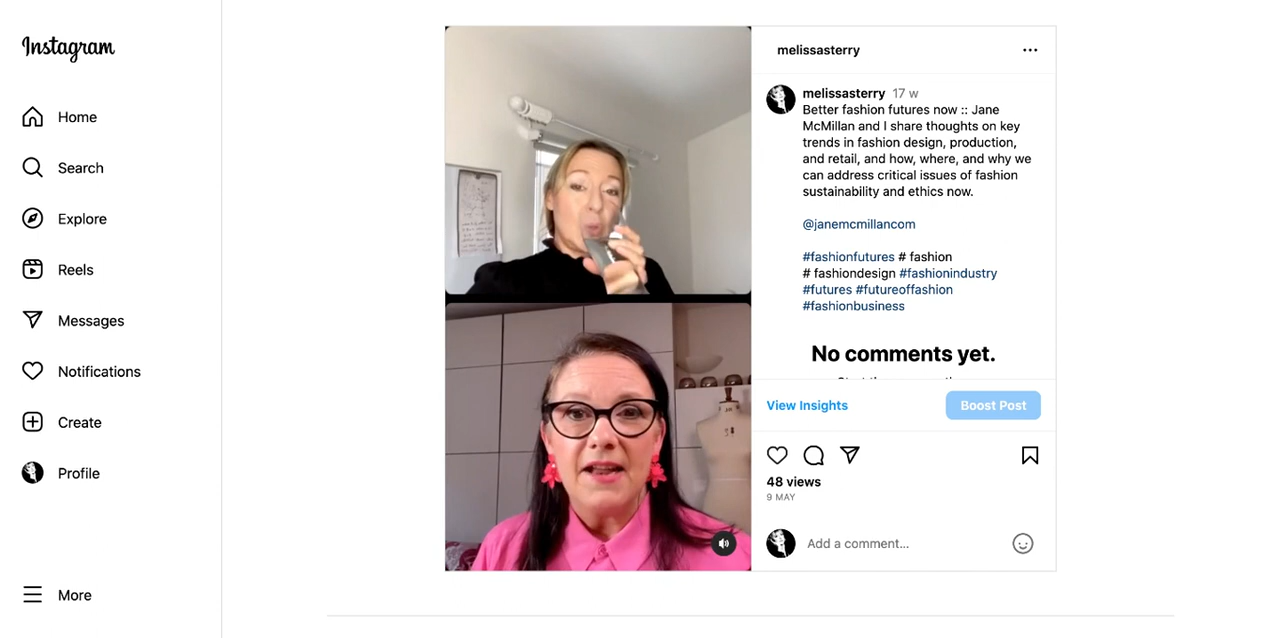 Instagram
Home
Search
Explore
Reels
Messages
Notifications
Create
Profile
More
melissasterry
melissasterry 17 w
Better fashion futures now :: Jane
McMillan and I share thoughts on key
trends in fashion design, production,
and retail, and how, where, and why we
can address critical issues of fashion
sustainability and ethics now.
@janemcmillancom
#fashionfutures # fashion
# fashiondesign #fashionindustry
#futures #futureoffashion
#fashionbusiness
No comments yet.
View Insights
Boost Post
48 views
9 MAY
Add a comment...